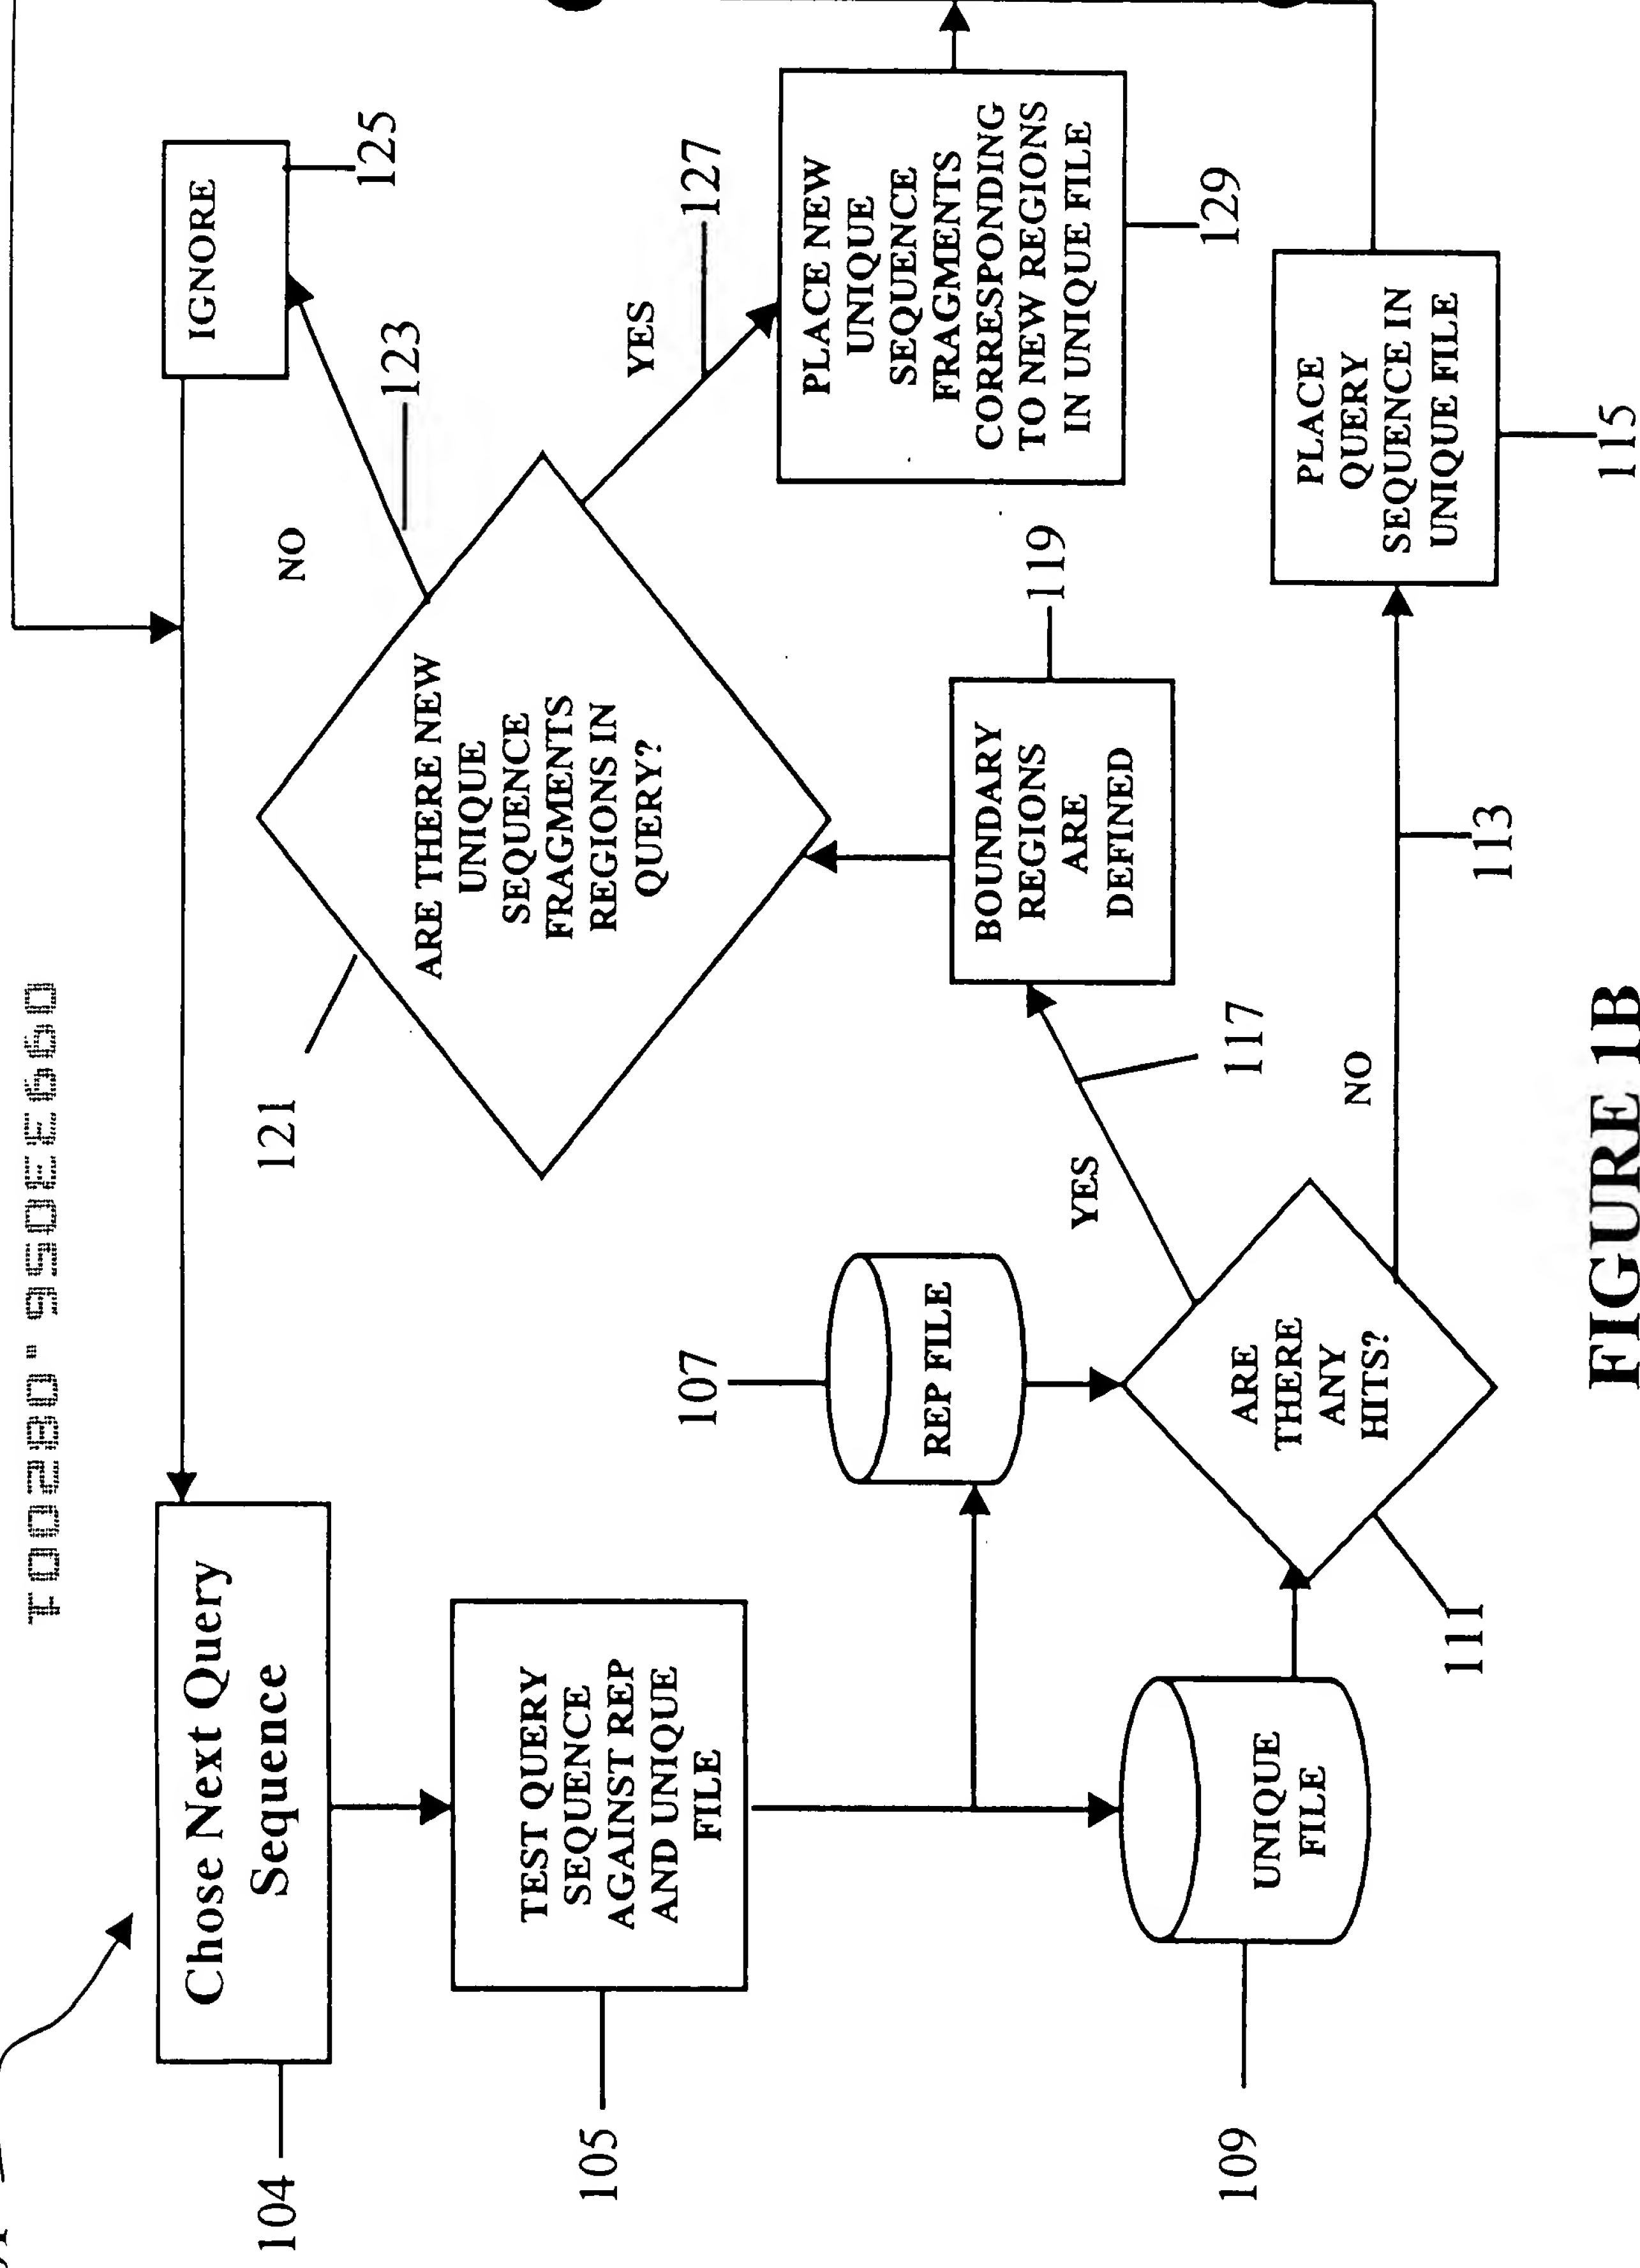 Chose Next Query
Sequence
104
TEST QUERY
SEQUENCE
AGAINST REP
AND UNIQUE
FILE
105
107
REP FILE
UNIQUE
FILE
109
ARE
THERE
ANY
HITS?
111
YES
117
NO
113
BOUNDARY
REGIONS
ARE
DEFINED
119
ARE THERE NEW
UNIQUE
SEQUENCE
FRAGMENTS
REGIONS IN
QUERY?
121
NO
123
IGNORE
125
YES
127
PLACE NEW
UNIQUE
SEQUENCE
FRAGMENTS
CORRESPONDING
TO NEW REGIONS
IN UNIQUE FILE
129
PLACE
QUERY
SEQUENCE IN
UNIQUE FILE
115
FIGURE 1B